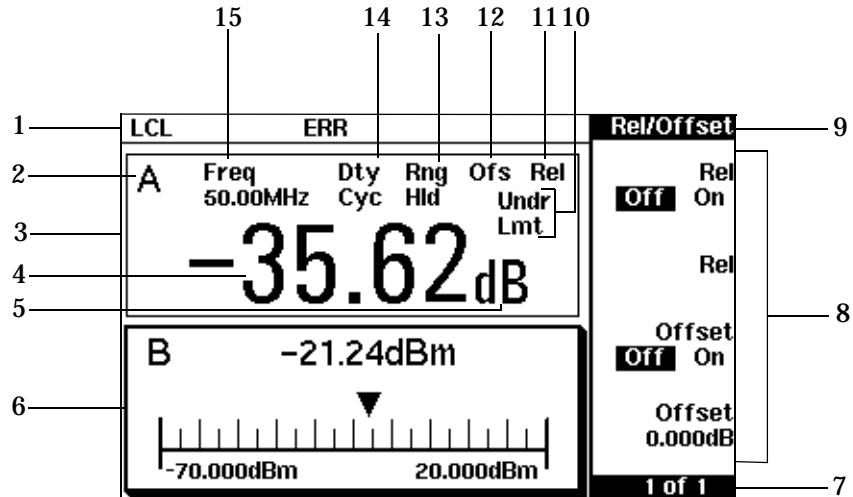 15 14 13 12 11 10
1 LCL ERR Rel/Offset 9
2 A Freq Dty Rng Ofs Rel Rel
50.00MHz Cyc Hld Undr Off On
3 Lmt
4 -35.62 dB Rel 8
5
Offset
B -21.24dBm Off On
6
Offset
0.000dB
-70.000dBm 20.000dBm
1 of 1 7